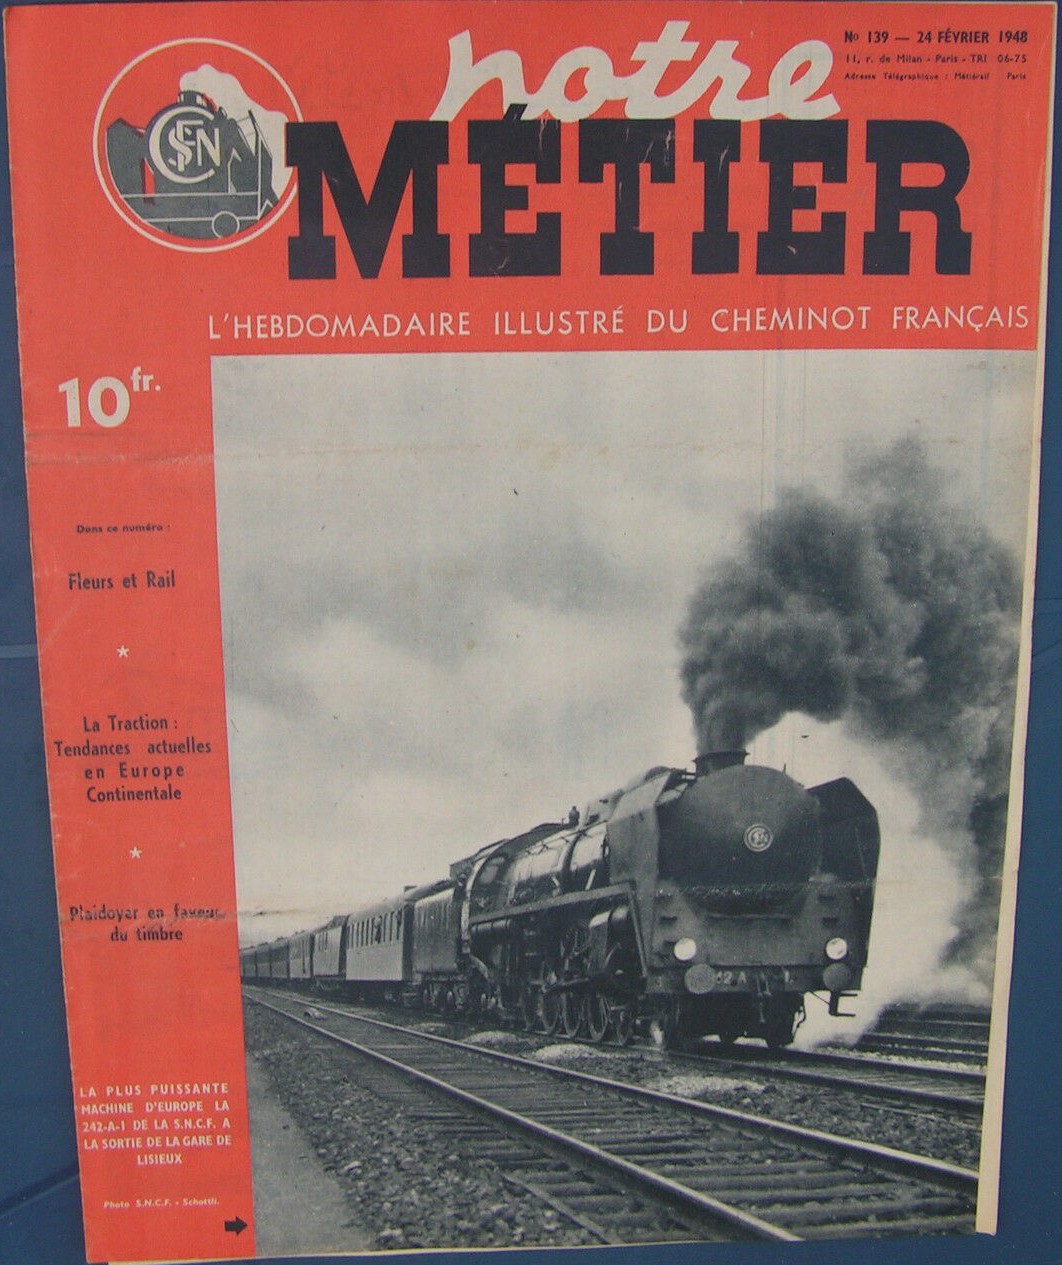 notre
Nº 139 — 24 FÉVRIER 1948
11, r. de Milan - Paris - TRI 06-75
Adresse Télégraphique : Métiérail Paris
SNCF
MÉTIER
L'HEBDOMADAIRE ILLUSTRÉ DU CHEMINOT FRANÇAIS
10 fr.
Dans ce numéro :
Fleurs et Rail
La Traction :
Tendances actuelles
en Europe
Continentale
Plaidoyer en faveur
du timbre
LA PLUS PUISSANTE
MACHINE D'EUROPE LA
242-A-1 DE LA S.N.C.F. A
LA SORTIE DE LA GARE DE
LISIEUX
Photo S.N.C.F. - Schottli.